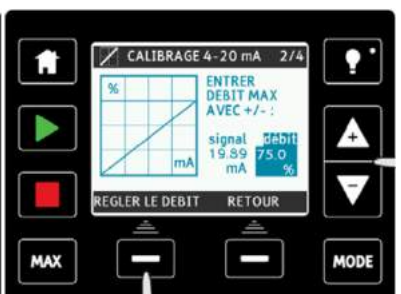 CALIBRAGE 4-20 mA 2/4
%
mA
ENTRER
DEBIT MAX
AVEC +/- :
signal débit
19.89 75.0
mA %
REGLER LE DEBIT RETOUR
MAX
MODE